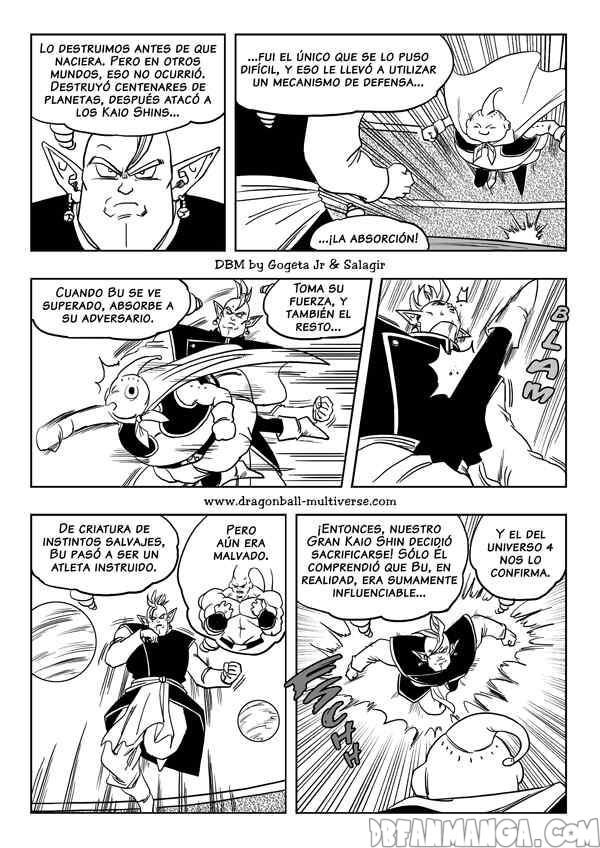 LO DESTRUIMOS ANTES DE QUE
NACIERA. PERO EN OTROS
MUNDOS, ESO NO OCURRIÓ.
DESTRUYÓ CENTENARES DE
PLANETAS, DESPUÉS ATACÓ A
LOS KAIO SHINS...
...FUI EL ÚNICO QUE SE LO PUSO
DIFÍCIL, Y ESO LE LLEVÓ A UTILIZAR
UN MECANISMO DE DEFENSA...
...¡LA ABSORCIÓN!
DBM by Gogeta Jr & Salagir
CUANDO BU SE VE
SUPERADO, ABSORBE A
SU ADVERSARIO.
TOMA SU
FUERZA, Y
TAMBIÉN EL
RESTO...
BLAM
www.dragonball-multiverse.com
DE CRIATURA DE
INSTINTOS SALVAJES,
BU PASÓ A SER UN
ATLETA INSTRUIDO.
PERO
AÚN ERA
MALVADO.
¡ENTONCES, NUESTRO
GRAN KAIO SHIN DECIDIÓ
SACRIFICARSE! SÓLO ÉL
COMPRENDIÓ QUE BU, EN
REALIDAD, ERA SUMAMENTE
INFLUENCIABLE...
Y EL DEL
UNIVERSO 4
NOS LO
CONFIRMA.
DBFANMANGA.COM